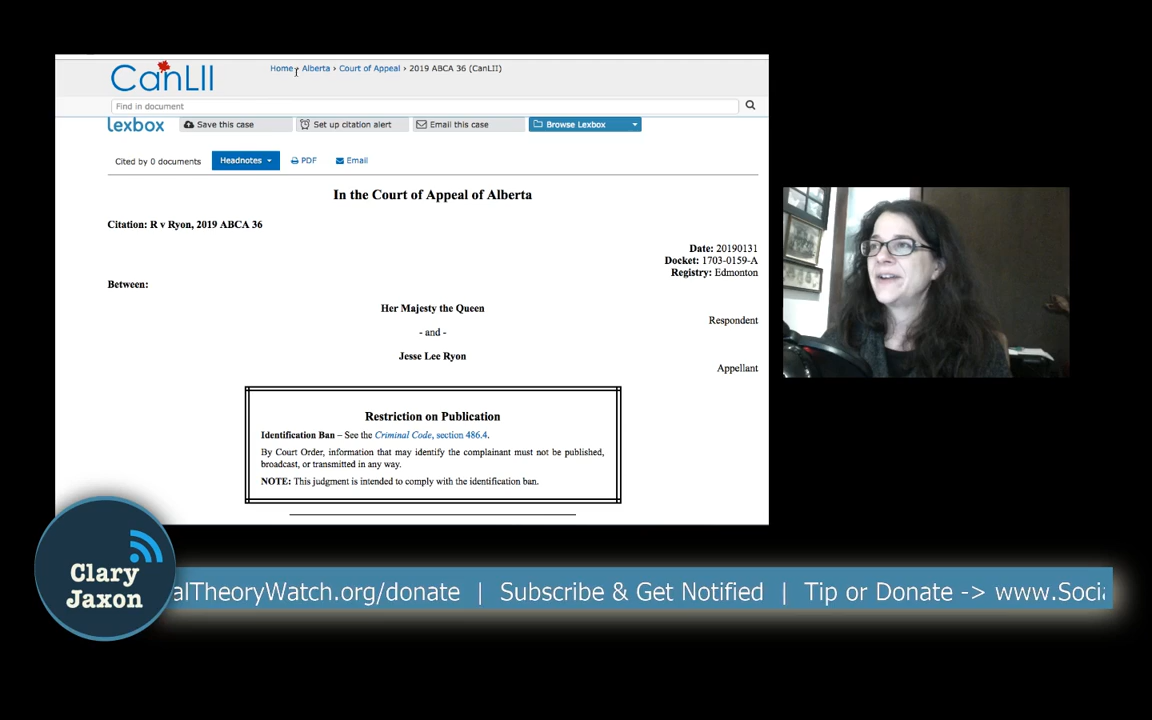 CanLII
Home › Alberta › Court of Appeal › 2019 ABCA 36 (CanLII)
Find in document
lexbox
Save this case
Set up citation alert
Email this case
Browse Lexbox
Cited by 0 documents
Headnotes
PDF
Email
In the Court of Appeal of Alberta
Citation: R v Ryon, 2019 ABCA 36
Date: 20190131
Docket: 1703-0159-A
Registry: Edmonton
Between:
Her Majesty the Queen
Respondent
- and -
Jesse Lee Ryon
Appellant
Restriction on Publication
Identification Ban – See the Criminal Code, section 486.4.
By Court Order, information that may identify the complainant must not be published,
broadcast, or transmitted in any way.
NOTE: This judgment is intended to comply with the identification ban.
Clary
Jaxon
alTheoryWatch.org/donate | Subscribe & Get Notified | Tip or Donate -> www.Socia